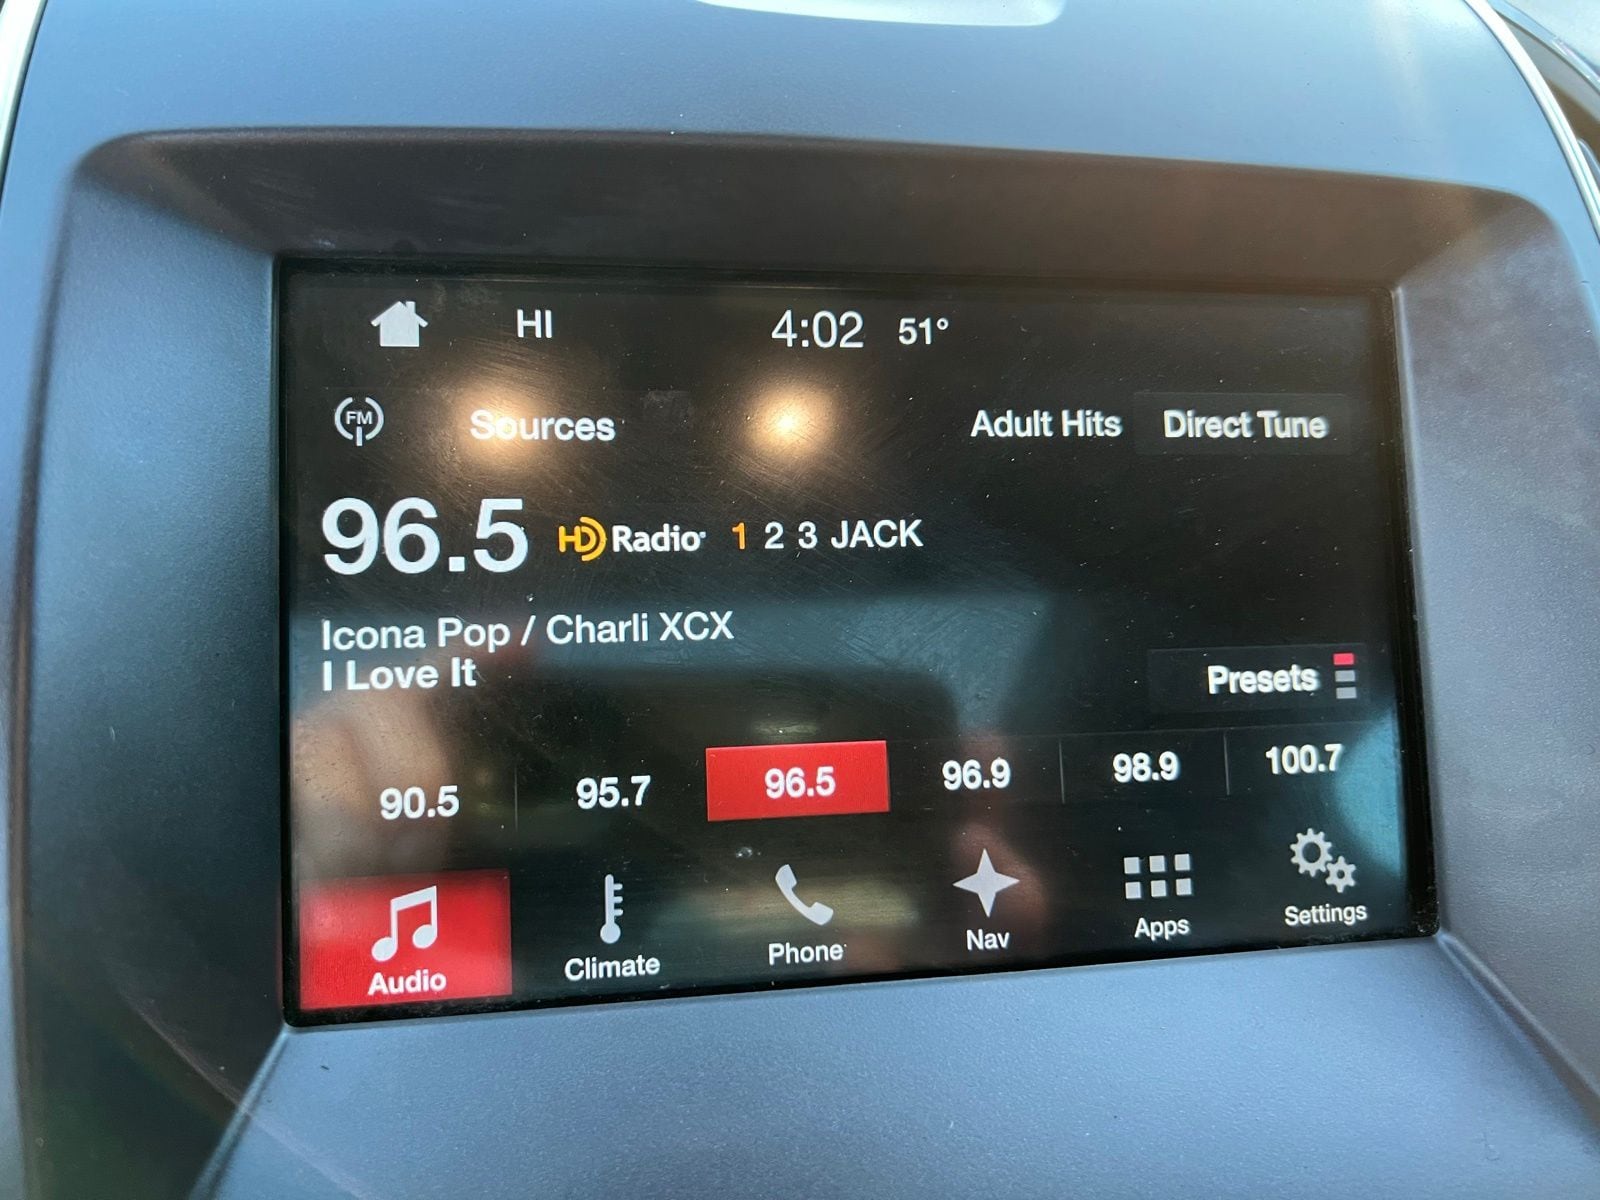 HI 4:02 51°
FM Sources Adult Hits Direct Tune
96.5 HD Radio 1 2 3 JACK
Icona Pop / Charli XCX
I Love It
Presets
90.5 95.7 96.5 96.9 98.9 100.7
Audio Climate Phone Nav Apps Settings